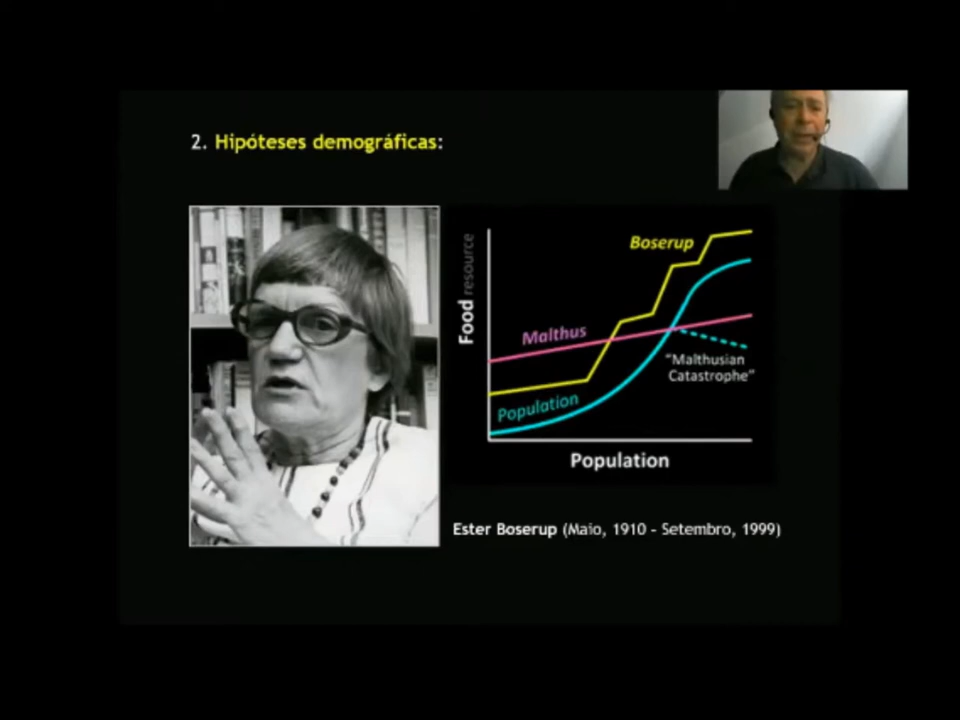 2. Hipóteses demográficas:
Boserup
Food resource
Malthus
"Malthusian
Catastrophe"
Population
Population
Ester Boserup (Maio, 1910 - Setembro, 1999)